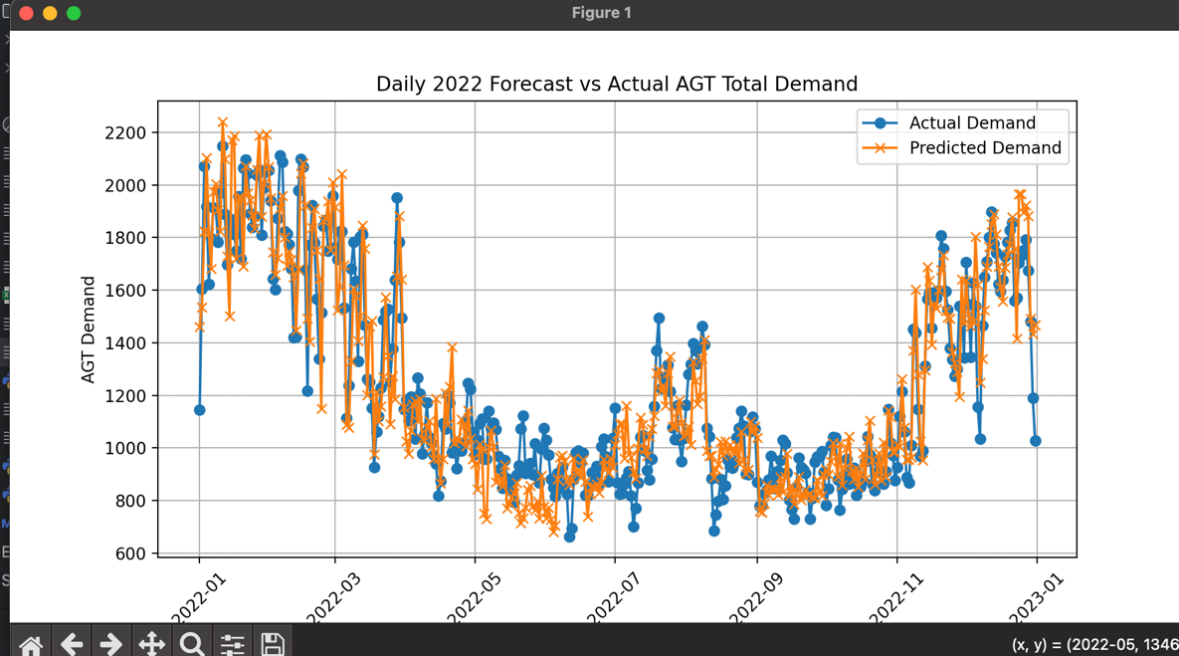 Figure 1
Daily 2022 Forecast vs Actual AGT Total Demand
Actual Demand
Predicted Demand
AGT Demand
2200
2000
1800
1600
1400
1200
1000
800
600
2022-01
2022-03
2022-05
2022-07
2022-09
2022-11
2023-01
(x, y) = (2022-05, 1346